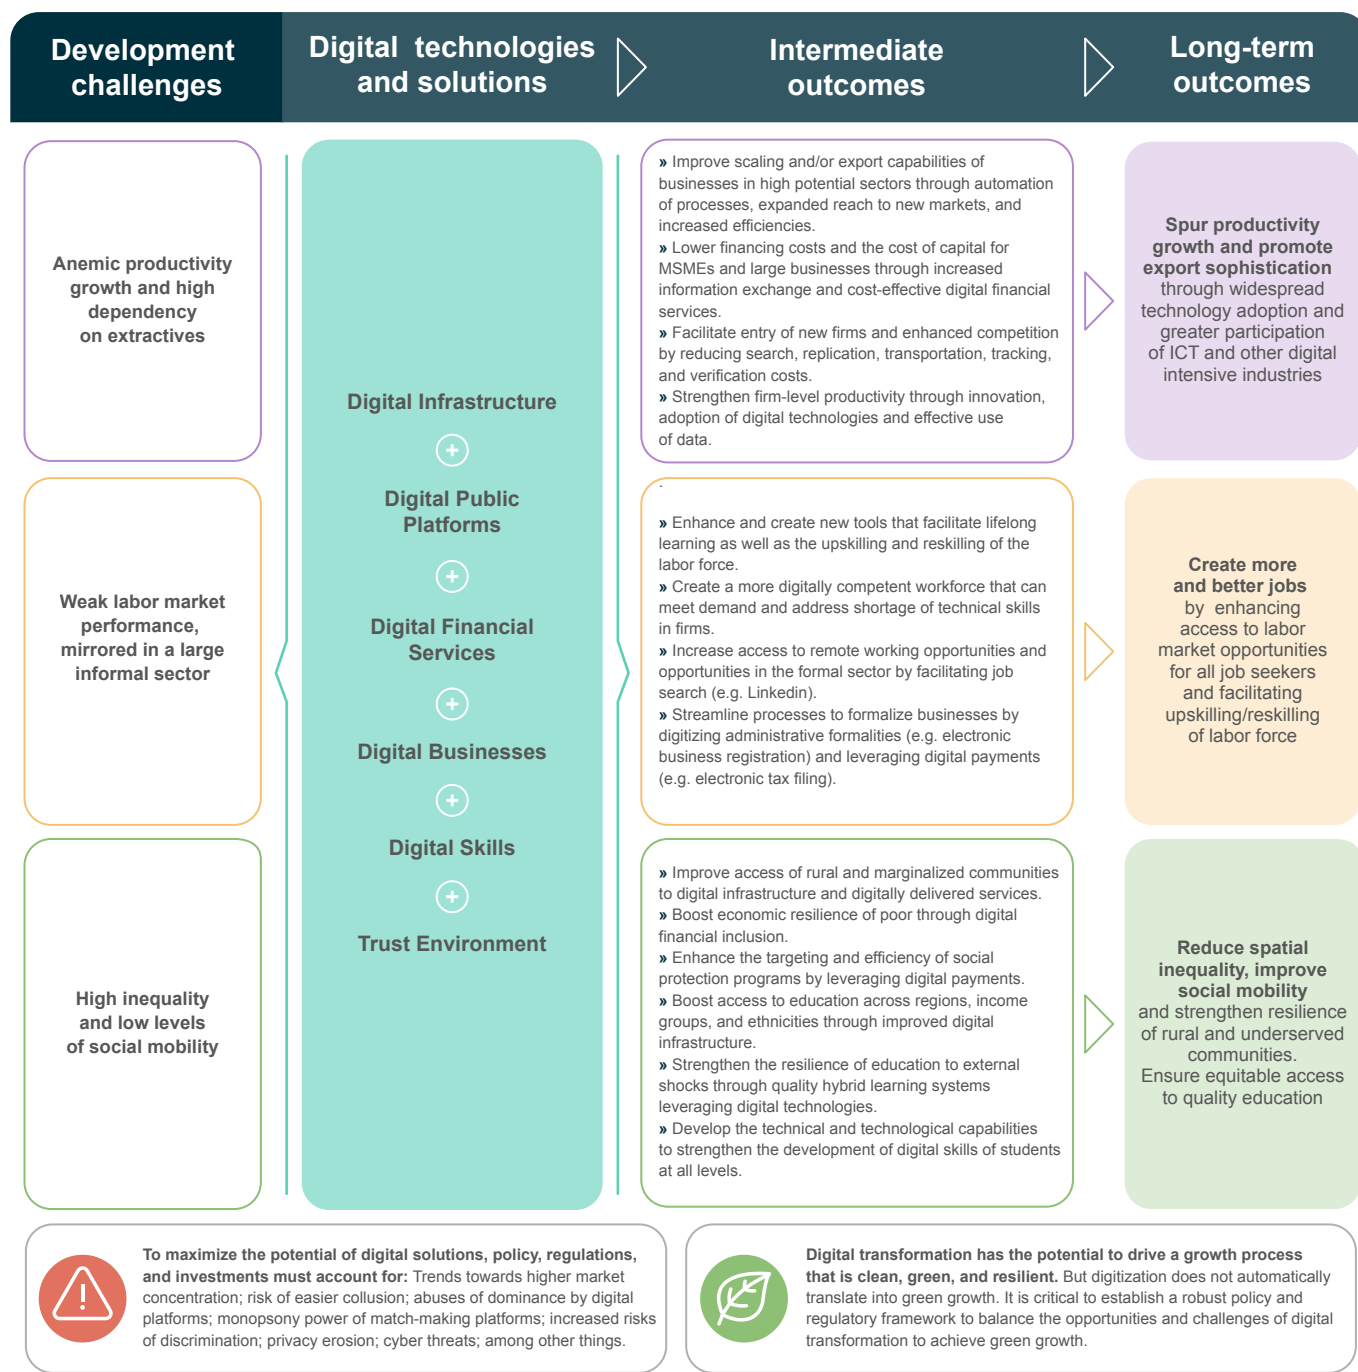 Development
challenges
Digital technologies
and solutions
Intermediate
outcomes
Long-term
outcomes
Anemic productivity
growth and high
dependency
on extractives
Weak labor market
performance,
mirrored in a large
informal sector
High inequality
and low levels
of social mobility
Digital Infrastructure
+
Digital Public
Platforms
+
Digital Financial
Services
+
Digital Businesses
+
Digital Skills
+
Trust Environment
» Improve scaling and/or export capabilities of
businesses in high potential sectors through automation
of processes, expanded reach to new markets, and
increased efficiencies.
» Lower financing costs and the cost of capital for
MSMEs and large businesses through increased
information exchange and cost-effective digital financial
services.
» Facilitate entry of new firms and enhanced competition
by reducing search, replication, transportation, tracking,
and verification costs.
» Strengthen firm-level productivity through innovation,
adoption of digital technologies and effective use
of data.
.
» Enhance and create new tools that facilitate lifelong
learning as well as the upskilling and reskilling of the
labor force.
» Create a more digitally competent workforce that can
meet demand and address shortage of technical skills
in firms.
» Increase access to remote working opportunities and
opportunities in the formal sector by facilitating job
search (e.g. Linkedin).
» Streamline processes to formalize businesses by
digitizing administrative formalities (e.g. electronic
business registration) and leveraging digital payments
(e.g. electronic tax filing).
» Improve access of rural and marginalized communities
to digital infrastructure and digitally delivered services.
» Boost economic resilience of poor through digital
financial inclusion.
» Enhance the targeting and efficiency of social
protection programs by leveraging digital payments.
» Boost access to education across regions, income
groups, and ethnicities through improved digital
infrastructure.
» Strengthen the resilience of education to external
shocks through quality hybrid learning systems
leveraging digital technologies.
» Develop the technical and technological capabilities
to strengthen the development of digital skills of students
at all levels.
Spur productivity
growth and promote
export sophistication
through widespread
technology adoption and
greater participation
of ICT and other digital
intensive industries
Create more
and better jobs
by enhancing
access to labor
market opportunities
for all job seekers
and facilitating
upskilling/reskilling
of labor force
Reduce spatial
inequality, improve
social mobility
and strengthen resilience
of rural and underserved
communities.
Ensure equitable access
to quality education
To maximize the potential of digital solutions, policy, regulations,
and investments must account for: Trends towards higher market
concentration; risk of easier collusion; abuses of dominance by digital
platforms; monopsony power of match-making platforms; increased risks
of discrimination; privacy erosion; cyber threats; among other things.
Digital transformation has the potential to drive a growth process
that is clean, green, and resilient. But digitization does not automatically
translate into green growth. It is critical to establish a robust policy and
regulatory framework to balance the opportunities and challenges of digital
transformation to achieve green growth.